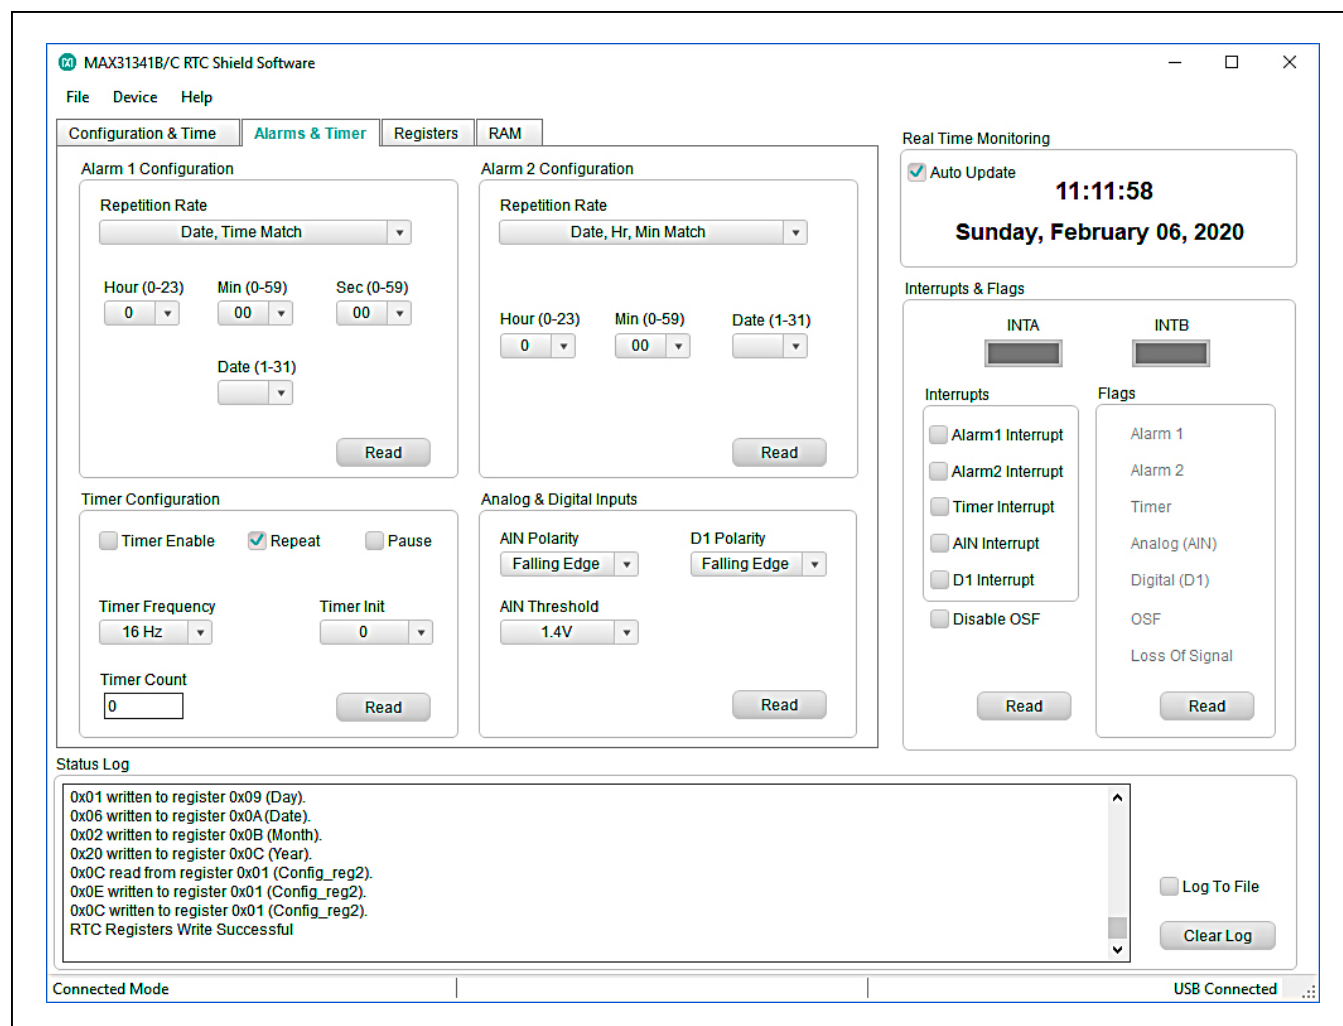 MAX31341B/C RTC Shield Software
File Device Help
Configuration & Time Alarms & Timer Registers RAM
Alarm 1 Configuration
Repetition Rate
Date, Time Match
Hour (0-23) Min (0-59) Sec (0-59)
0 00 00
Date (1-31)
Read
Alarm 2 Configuration
Repetition Rate
Date, Hr, Min Match
Hour (0-23) Min (0-59) Date (1-31)
0 00
Read
Timer Configuration
Timer Enable Repeat Pause
Timer Frequency Timer Init
16 Hz 0
Timer Count
0 Read
Analog & Digital Inputs
AIN Polarity D1 Polarity
Falling Edge Falling Edge
AIN Threshold
1.4V
Read
Real Time Monitoring
Auto Update
11:11:58
Sunday, February 06, 2020
Interrupts & Flags
INTA INTB
Interrupts
Alarm1 Interrupt
Alarm2 Interrupt
Timer Interrupt
AIN Interrupt
D1 Interrupt
Disable OSF
Read
Flags
Alarm 1
Alarm 2
Timer
Analog (AIN)
Digital (D1)
OSF
Loss Of Signal
Read
Status Log
0x01 written to register 0x09 (Day).
0x06 written to register 0x0A (Date).
0x02 written to register 0x0B (Month).
0x20 written to register 0x0C (Year).
0x0C read from register 0x01 (Config_reg2).
0x0E written to register 0x01 (Config_reg2).
0x0C written to register 0x01 (Config_reg2).
RTC Registers Write Successful
Log To File
Clear Log
Connected Mode USB Connected